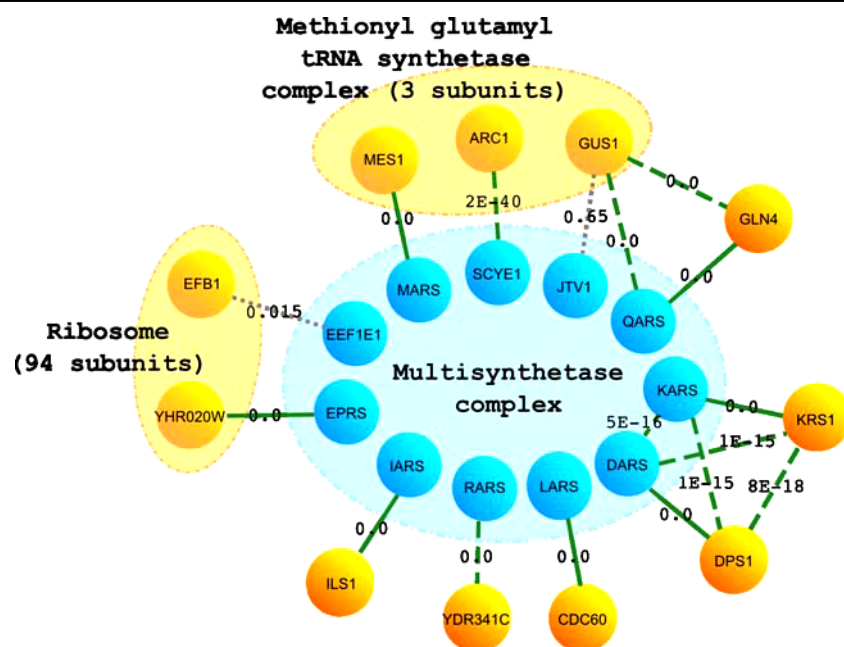 Methionyl glutamyl
tRNA synthetase
complex (3 subunits)
ARC1
MES1
GUS1
0.0
2E-40
GLN4
0.0
0.65
0.0
EFB1
SCYE1
0.0
MARS
JTV1
0.015
QARS
Ribosome
(94 subunits)
EEF1E1
Multisynthetase
complex
KARS
YHR020W
0.0
EPRS
0.0
KRS1
5E-16
1E-15
IARS
DARS
RARS
LARS
1E-15
8E-18
0.0
0.0
0.0
0.0
DPS1
ILS1
YDR341C
CDC60